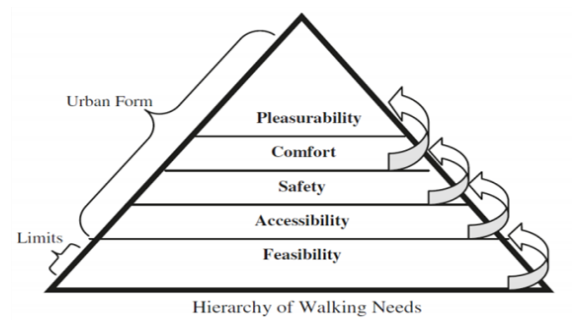 Urban Form
Pleasurability
Comfort
Safety
Accessibility
Limits
Feasibility
Hierarchy of Walking Needs